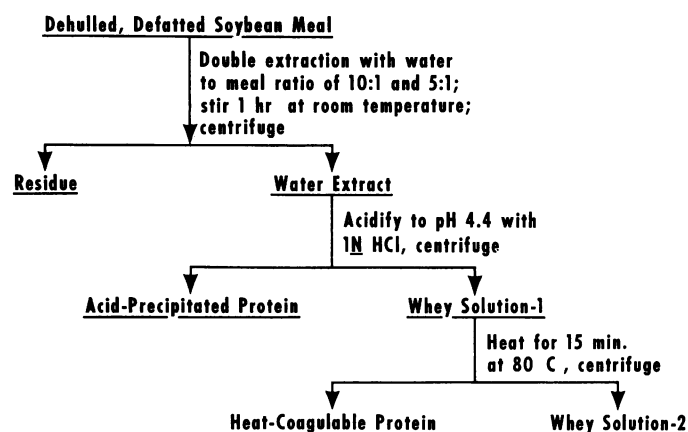 Dehulled, Defatted Soybean Meal
Double extraction with water
to meal ratio of 10:1 and 5:1;
stir 1 hr at room temperature;
centrifuge
Residue
Water Extract
Acidify to pH 4.4 with
1N HCl, centrifuge
Acid-Precipitated Protein
Whey Solution-1
Heat for 15 min.
at 80 C , centrifuge
Heat-Coagulable Protein
Whey Solution-2